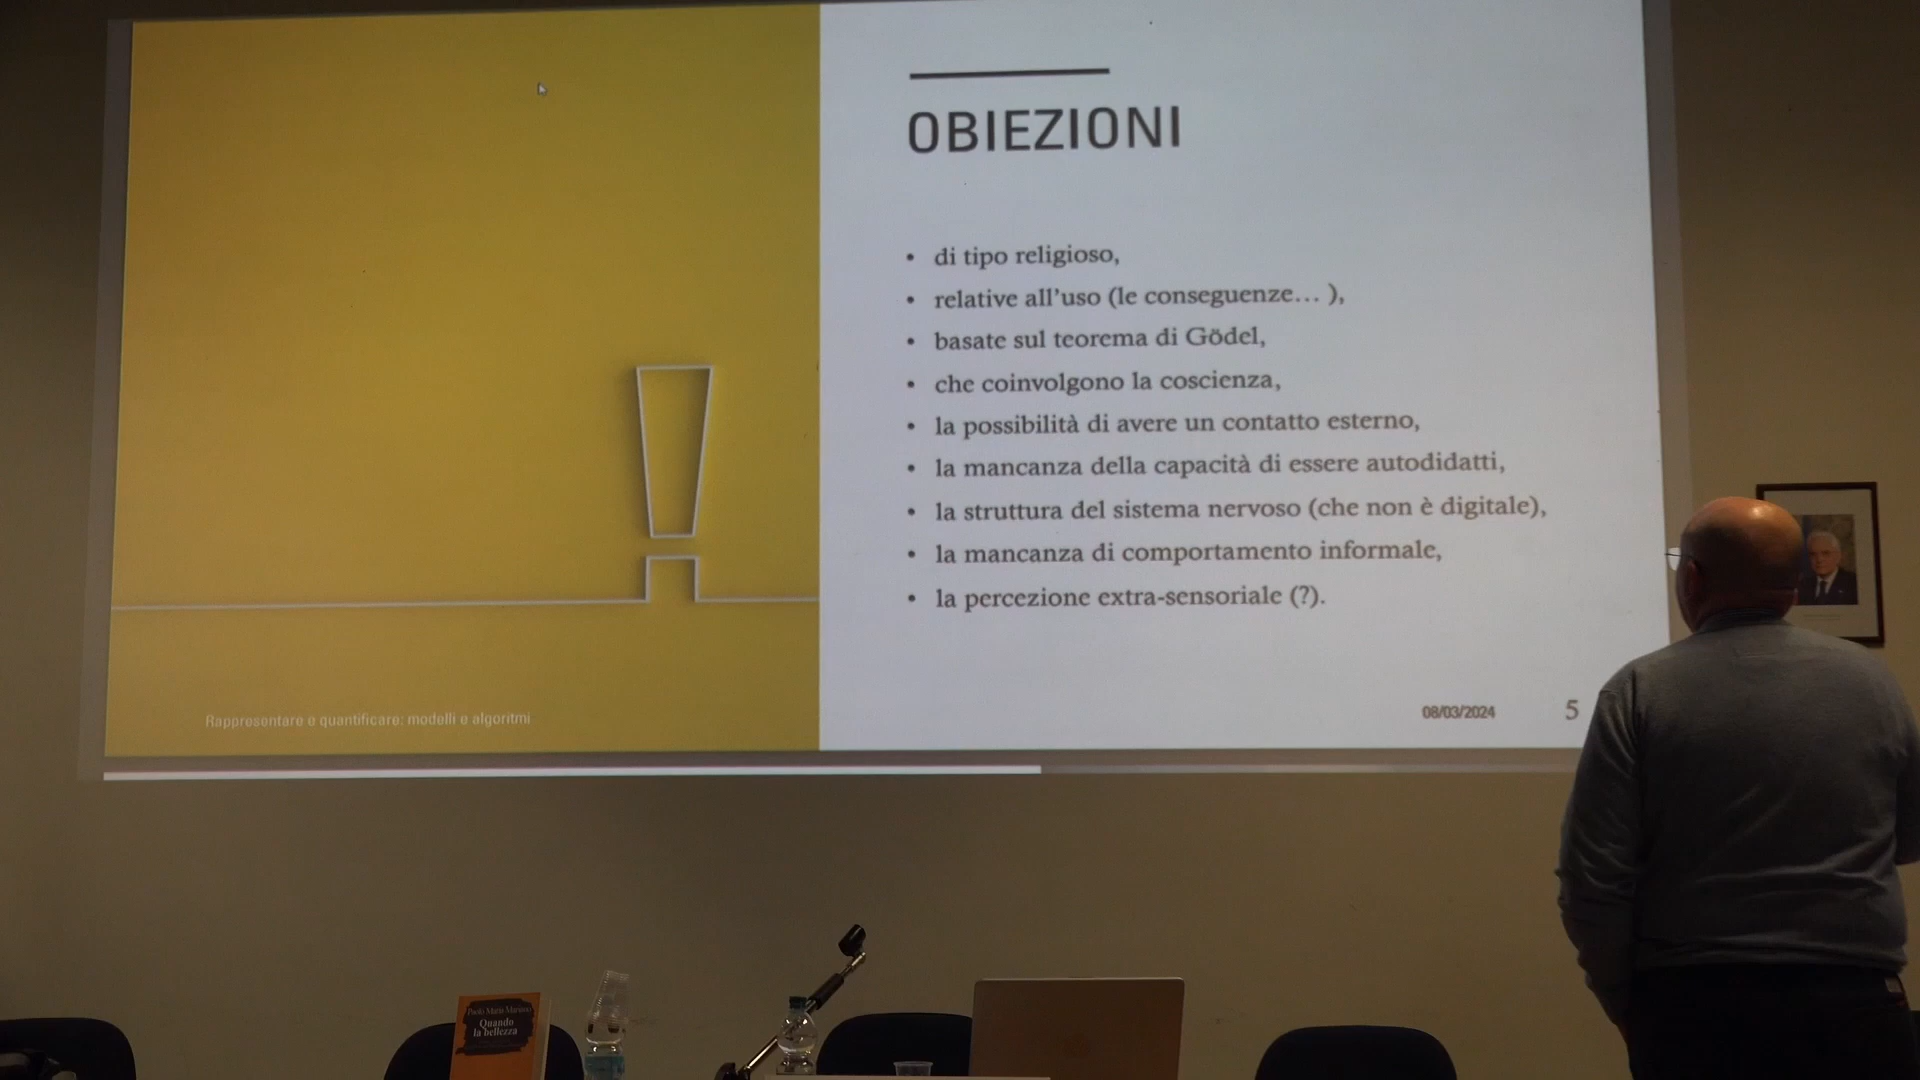 OBIEZIONI
• di tipo religioso,
• relative all'uso (le conseguenze… ),
• basate sul teorema di Gödel,
• che coinvolgono la coscienza,
• la possibilità di avere un contatto esterno,
• la mancanza della capacità di essere autodidatti,
• la struttura del sistema nervoso (che non è digitale),
• la mancanza di comportamento informale,
• la percezione extra-sensoriale (?).
Rappresentare e quantificare: modelli e algoritmi
08/03/2024
5
Paolo Maria
Quando
la bellezza